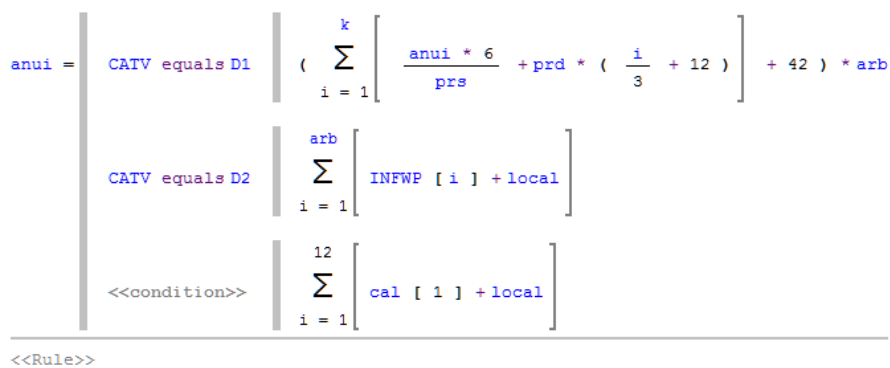 k
anui * 6 i
anui = CATV equals D1 ( Σ [ + prd * ( + 12 ) ] + 42 ) * arb
prs 3
i = 1
arb
CATV equals D2 Σ [ INFWP [ i ] + local ]
i = 1
12
<<condition>> Σ [ cal [ 1 ] + local ]
i = 1
<<Rule>>